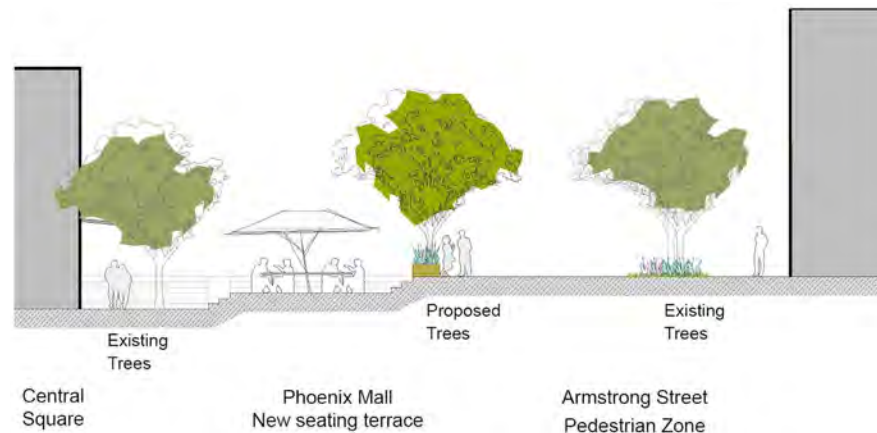 Existing
Trees
Proposed
Trees
Existing
Trees
Central
Square
Phoenix Mall
New seating terrace
Armstrong Street
Pedestrian Zone